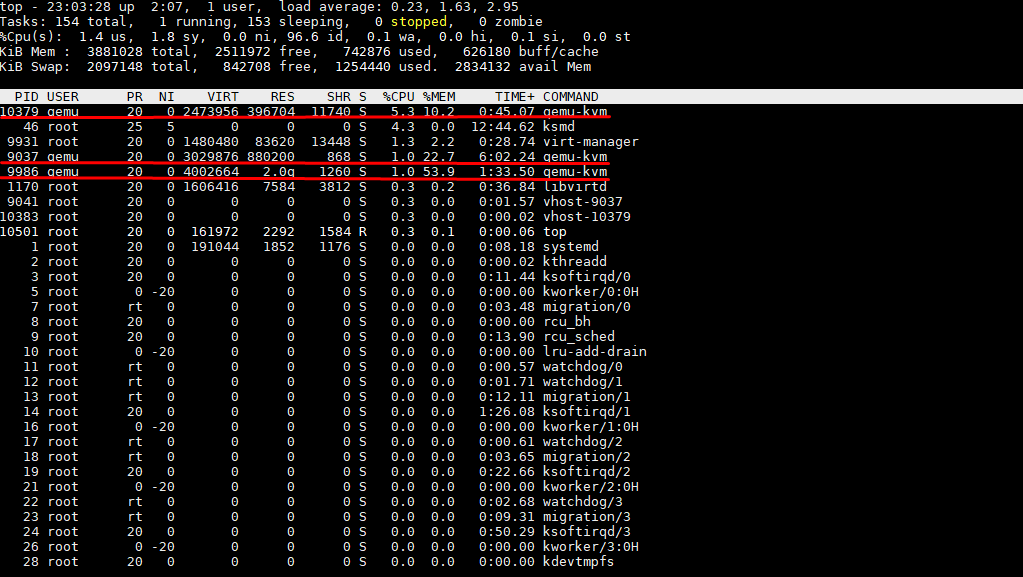 top - 23:03:28 up  2:07,  1 user,  load average: 0.23, 1.63, 2.95
Tasks: 154 total,   1 running, 153 sleeping,   0 stopped,   0 zombie
%Cpu(s):  1.4 us,  1.8 sy,  0.0 ni, 96.6 id,  0.1 wa,  0.0 hi,  0.1 si,  0.0 st
KiB Mem :  3881028 total,  2511972 free,   742876 used,   626180 buff/cache
KiB Swap:  2097148 total,   842708 free,  1254440 used.  2834132 avail Mem
PID USER      PR  NI    VIRT    RES    SHR S  %CPU %MEM     TIME+ COMMAND
10379 qemu      20   0 2473956 396704  11740 S   5.3 10.2   0:45.07 qemu-kvm
46 root      25   5       0      0      0 S   4.3  0.0  12:44.62 ksmd
9931 root      20   0 1480480  83620  13448 S   1.3  2.2   0:28.74 virt-manager
9037 qemu      20   0 3029876 880200    868 S   1.0 22.7   6:02.24 qemu-kvm
9986 qemu      20   0 4002664   2.0g   1260 S   1.0 53.9   1:33.50 qemu-kvm
1170 root      20   0 1606416   7584   3812 S   0.3  0.2   0:36.84 libvirtd
9041 root      20   0       0      0      0 S   0.3  0.0   0:01.57 vhost-9037
10383 root      20   0       0      0      0 S   0.3  0.0   0:00.02 vhost-10379
10501 root      20   0  161972   2292   1584 R   0.3  0.1   0:00.06 top
1 root      20   0  191044   1852   1176 S   0.0  0.0   0:08.18 systemd
2 root      20   0       0      0      0 S   0.0  0.0   0:00.02 kthreadd
3 root      20   0       0      0      0 S   0.0  0.0   0:11.44 ksoftirqd/0
5 root       0 -20       0      0      0 S   0.0  0.0   0:00.00 kworker/0:0H
7 root      rt   0       0      0      0 S   0.0  0.0   0:03.48 migration/0
8 root      20   0       0      0      0 S   0.0  0.0   0:00.00 rcu_bh
9 root      20   0       0      0      0 S   0.0  0.0   0:13.90 rcu_sched
10 root       0 -20       0      0      0 S   0.0  0.0   0:00.00 lru-add-drain
11 root      rt   0       0      0      0 S   0.0  0.0   0:00.57 watchdog/0
12 root      rt   0       0      0      0 S   0.0  0.0   0:01.71 watchdog/1
13 root      rt   0       0      0      0 S   0.0  0.0   0:12.11 migration/1
14 root      20   0       0      0      0 S   0.0  0.0   1:26.08 ksoftirqd/1
16 root       0 -20       0      0      0 S   0.0  0.0   0:00.00 kworker/1:0H
17 root      rt   0       0      0      0 S   0.0  0.0   0:00.61 watchdog/2
18 root      rt   0       0      0      0 S   0.0  0.0   0:03.65 migration/2
19 root      20   0       0      0      0 S   0.0  0.0   0:22.66 ksoftirqd/2
21 root       0 -20       0      0      0 S   0.0  0.0   0:00.00 kworker/2:0H
22 root      rt   0       0      0      0 S   0.0  0.0   0:02.68 watchdog/3
23 root      rt   0       0      0      0 S   0.0  0.0   0:09.31 migration/3
24 root      20   0       0      0      0 S   0.0  0.0   0:50.29 ksoftirqd/3
26 root       0 -20       0      0      0 S   0.0  0.0   0:00.00 kworker/3:0H
28 root      20   0       0      0      0 S   0.0  0.0   0:00.00 kdevtmpfs